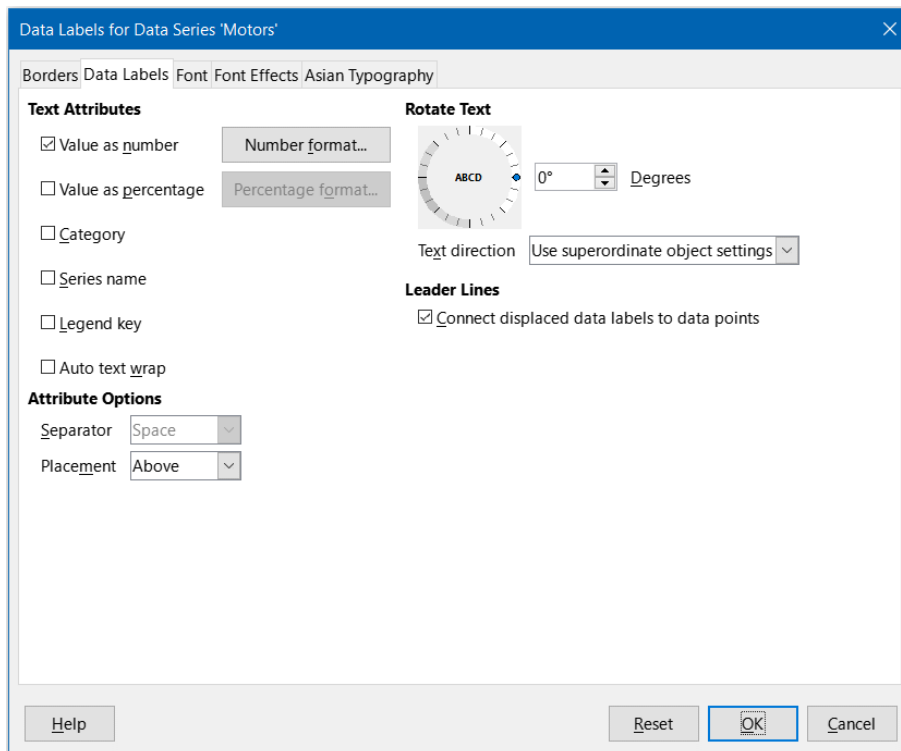 Data Labels for Data Series 'Motors'
Borders Data Labels Font Font Effects Asian Typography
Text Attributes
Value as number Number format...
Value as percentage Percentage format...
Category
Series name
Legend key
Auto text wrap
Attribute Options
Separator Space
Placement Above
Rotate Text
ABCD 0° Degrees
Text direction Use superordinate object settings
Leader Lines
Connect displaced data labels to data points
Help Reset OK Cancel